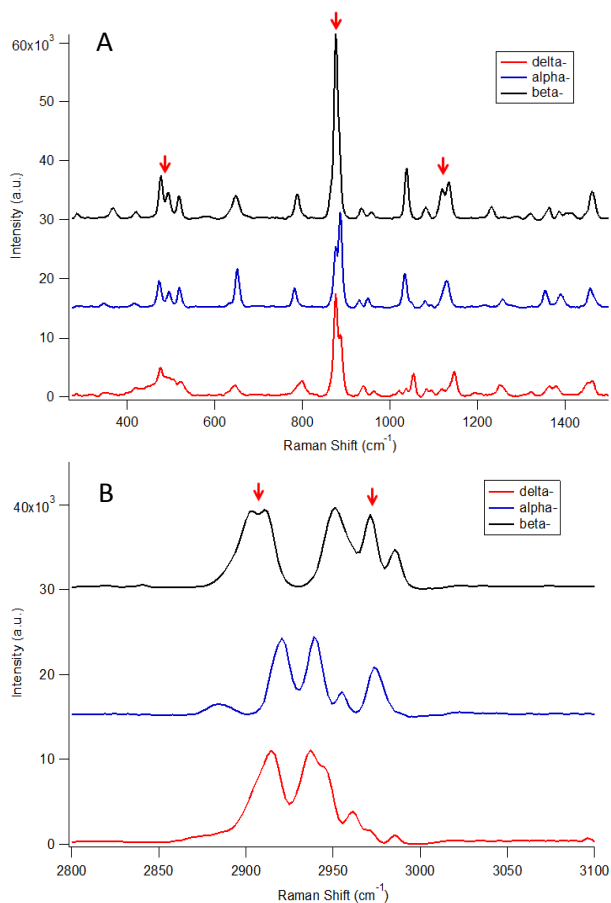 A
60x10³
50
40
30
20
10
0
Intensity (a.u.)
delta-
alpha-
beta-
400 600 800 1000 1200 1400
Raman Shift (cm⁻¹)
B
40x10³
30
20
10
0
Intensity (a.u.)
delta-
alpha-
beta-
2800 2850 2900 2950 3000 3050 3100
Raman Shift (cm⁻¹)